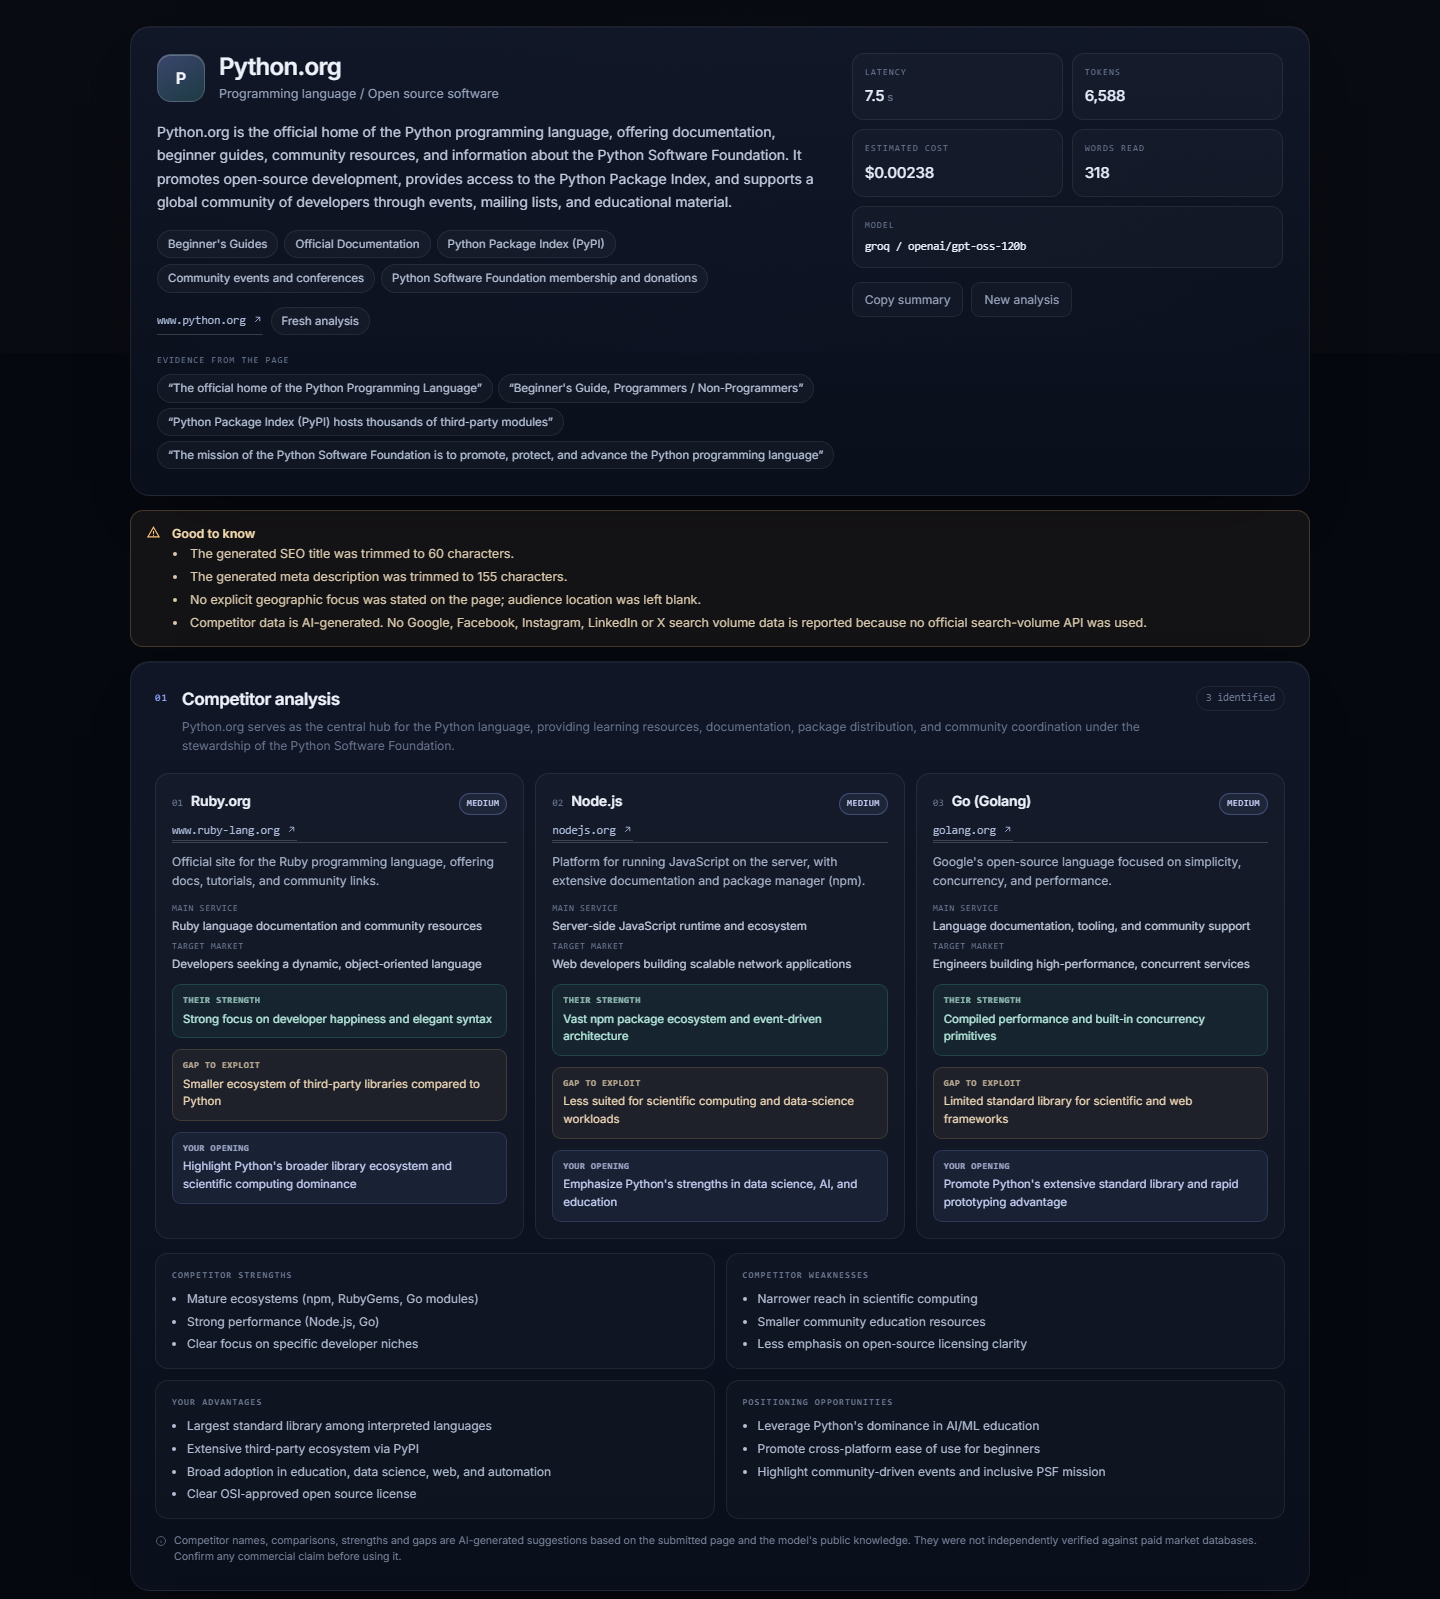 P
Python.org
Programming language / Open source software
Python.org is the official home of the Python programming language, offering documentation,
beginner guides, community resources, and information about the Python Software Foundation. It
promotes open-source development, provides access to the Python Package Index, and supports a
global community of developers through events, mailing lists, and educational material.
Beginner's Guides
Official Documentation
Python Package Index (PyPI)
Community events and conferences
Python Software Foundation membership and donations
www.python.org ↗
Fresh analysis
EVIDENCE FROM THE PAGE
“The official home of the Python Programming Language”
“Beginner's Guide, Programmers / Non-Programmers”
“Python Package Index (PyPI) hosts thousands of third-party modules”
“The mission of the Python Software Foundation is to promote, protect, and advance the Python programming language”
LATENCY
7.5 s
TOKENS
6,588
ESTIMATED COST
$0.00238
WORDS READ
318
MODEL
groq / openai/gpt-oss-120b
Copy summary
New analysis
Good to know
• The generated SEO title was trimmed to 60 characters.
• The generated meta description was trimmed to 155 characters.
• No explicit geographic focus was stated on the page; audience location was left blank.
• Competitor data is AI-generated. No Google, Facebook, Instagram, LinkedIn or X search volume data is reported because no official search-volume API was used.
01 Competitor analysis
3 identified
Python.org serves as the central hub for the Python language, providing learning resources, documentation, package distribution, and community coordination under the
stewardship of the Python Software Foundation.
01 Ruby.org
MEDIUM
www.ruby-lang.org ↗
Official site for the Ruby programming language, offering
docs, tutorials, and community links.
MAIN SERVICE
Ruby language documentation and community resources
TARGET MARKET
Developers seeking a dynamic, object-oriented language
THEIR STRENGTH
Strong focus on developer happiness and elegant syntax
GAP TO EXPLOIT
Smaller ecosystem of third-party libraries compared to
Python
YOUR OPENING
Highlight Python's broader library ecosystem and
scientific computing dominance
02 Node.js
MEDIUM
nodejs.org ↗
Platform for running JavaScript on the server, with
extensive documentation and package manager (npm).
MAIN SERVICE
Server-side JavaScript runtime and ecosystem
TARGET MARKET
Web developers building scalable network applications
THEIR STRENGTH
Vast npm package ecosystem and event-driven
architecture
GAP TO EXPLOIT
Less suited for scientific computing and data-science
workloads
YOUR OPENING
Emphasize Python's strengths in data science, AI, and
education
03 Go (Golang)
MEDIUM
golang.org ↗
Google's open-source language focused on simplicity,
concurrency, and performance.
MAIN SERVICE
Language documentation, tooling, and community support
TARGET MARKET
Engineers building high-performance, concurrent services
THEIR STRENGTH
Compiled performance and built-in concurrency
primitives
GAP TO EXPLOIT
Limited standard library for scientific and web
frameworks
YOUR OPENING
Promote Python's extensive standard library and rapid
prototyping advantage
COMPETITOR STRENGTHS
• Mature ecosystems (npm, RubyGems, Go modules)
• Strong performance (Node.js, Go)
• Clear focus on specific developer niches
COMPETITOR WEAKNESSES
• Narrower reach in scientific computing
• Smaller community education resources
• Less emphasis on open-source licensing clarity
YOUR ADVANTAGES
• Largest standard library among interpreted languages
• Extensive third-party ecosystem via PyPI
• Broad adoption in education, data science, web, and automation
• Clear OSI-approved open source license
POSITIONING OPPORTUNITIES
• Leverage Python's dominance in AI/ML education
• Promote cross-platform ease of use for beginners
• Highlight community-driven events and inclusive PSF mission
Competitor names, comparisons, strengths and gaps are AI-generated suggestions based on the submitted page and the model's public knowledge. They were not independently verified against paid market databases.
Confirm any commercial claim before using it.